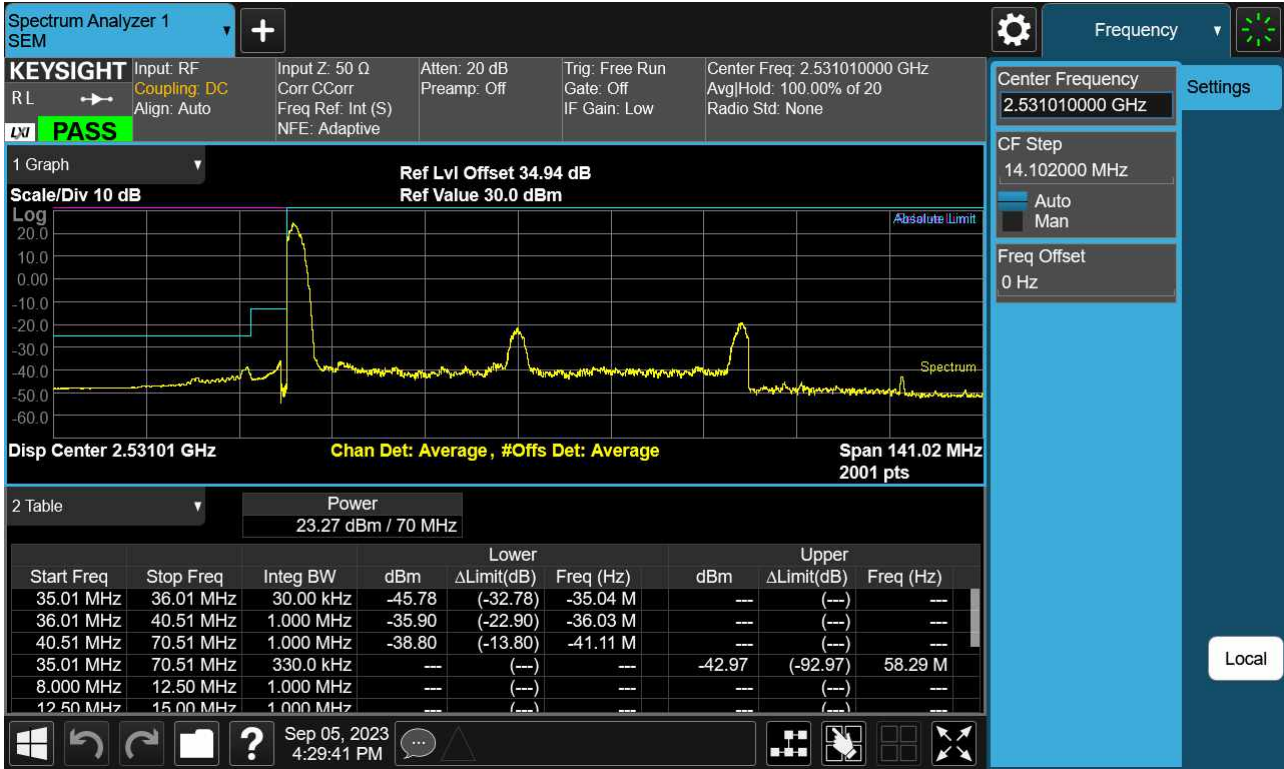 Spectrum Analyzer 1
SEM
Frequency
KEYSIGHT
RL
LXI
PASS
Input: RF
Coupling: DC
Align: Auto
Input Z: 50 Ω
Corr CCorr
Freq Ref: Int (S)
NFE: Adaptive
Atten: 20 dB
Preamp: Off
Trig: Free Run
Gate: Off
IF Gain: Low
Center Freq: 2.531010000 GHz
Avg|Hold: 100.00% of 20
Radio Std: None
Center Frequency
2.531010000 GHz
Settings
CF Step
14.102000 MHz
Auto
Man
Freq Offset
0 Hz
Local
1 Graph
Scale/Div 10 dB
Ref Lvl Offset 34.94 dB
Ref Value 30.0 dBm
Log
20.0
10.0
0.00
-10.0
-20.0
-30.0
-40.0
-50.0
-60.0
Limit
Spectrum
Disp Center 2.53101 GHz
Chan Det: Average , #Offs Det: Average
Span 141.02 MHz
2001 pts
2 Table
Power
23.27 dBm / 70 MHz
Lower Upper
Start Freq Stop Freq Integ BW dBm ΔLimit(dB) Freq (Hz) dBm ΔLimit(dB) Freq (Hz)
35.01 MHz 36.01 MHz 30.00 kHz -45.78 (-32.78) -35.04 M --- (---) ---
36.01 MHz 40.51 MHz 1.000 MHz -35.90 (-22.90) -36.03 M --- (---) ---
40.51 MHz 70.51 MHz 1.000 MHz -38.80 (-13.80) -41.11 M --- (---) ---
35.01 MHz 70.51 MHz 330.0 kHz --- (---) --- -42.97 (-92.97) 58.29 M
8.000 MHz 12.50 MHz 1.000 MHz --- (---) --- --- (---) ---
12.50 MHz 15.00 MHz 1.000 MHz --- (---) --- --- (---) ---
?
Sep 05, 2023
4:29:41 PM